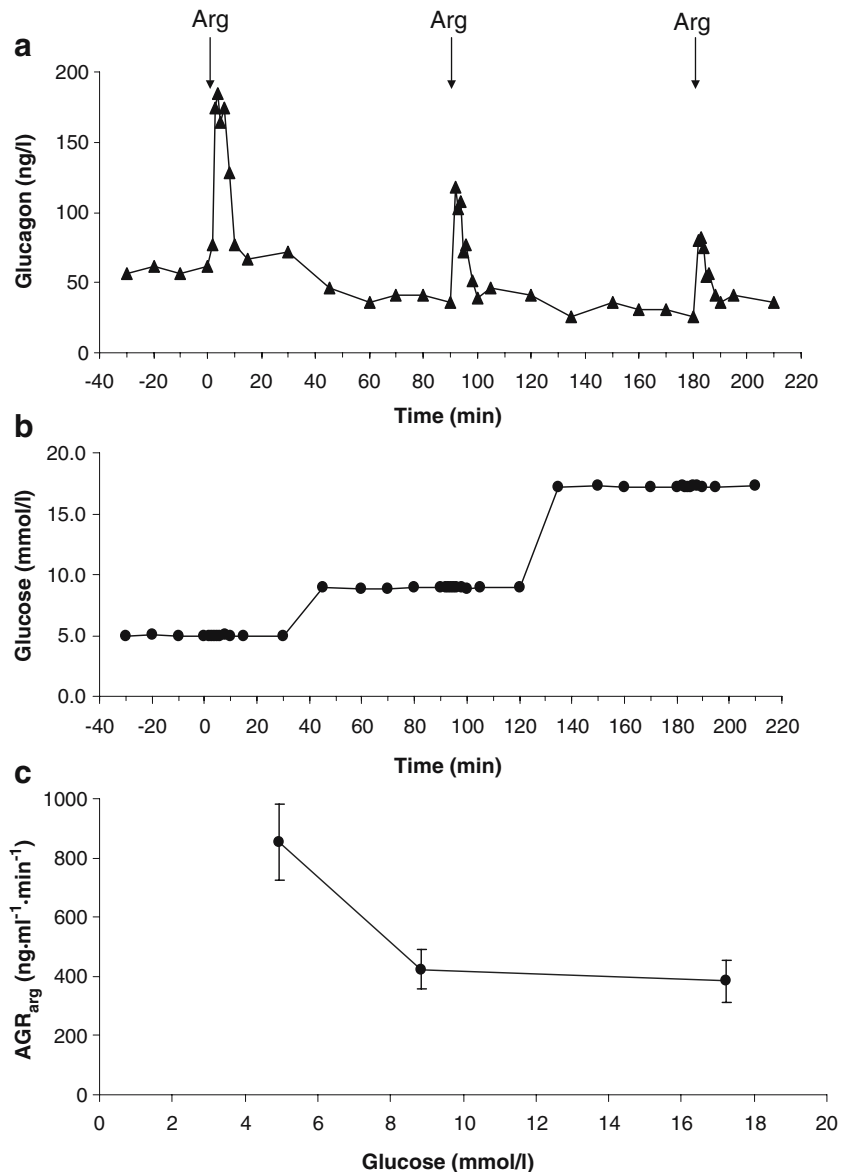 Arg Arg Arg
a
200
150
100
50
0
Glucagon (ng/l)
-40 -20 0 20 40 60 80 100 120 140 160 180 200 220
Time (min)
b
20.0
15.0
10.0
5.0
0.0
Glucose (mmol/l)
-40 -20 0 20 40 60 80 100 120 140 160 180 200 220
Time (min)
c
1000
800
600
400
200
0
AGRarg (ng·ml-1·min-1)
0 2 4 6 8 10 12 14 16 18 20
Glucose (mmol/l)